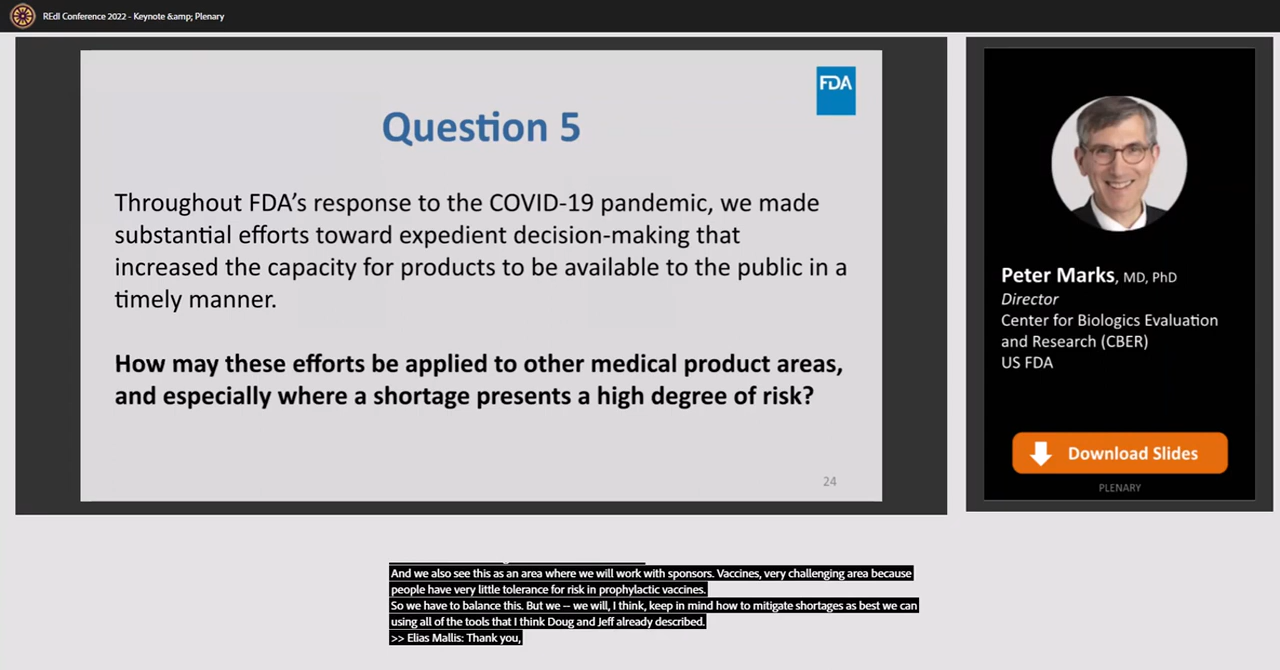 REdI Conference 2022 - Keynote &amp; Plenary
FDA
Question 5
Throughout FDA's response to the COVID-19 pandemic, we made
substantial efforts toward expedient decision-making that
increased the capacity for products to be available to the public in a
timely manner.
How may these efforts be applied to other medical product areas,
and especially where a shortage presents a high degree of risk?
24
Peter Marks, MD, PhD
Director
Center for Biologics Evaluation
and Research (CBER)
US FDA
Download Slides
PLENARY
And we also see this as an area where we will work with sponsors. Vaccines, very challenging area because
people have very little tolerance for risk in prophylactic vaccines.
So we have to balance this. But we -- we will, I think, keep in mind how to mitigate shortages as best we can
using all of the tools that I think Doug and Jeff already described.
>> Elias Mallis: Thank you,